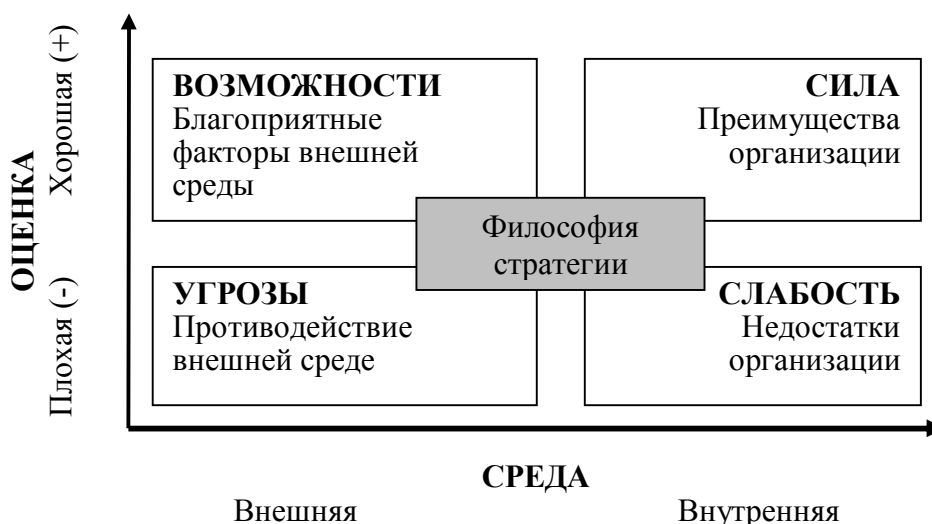 ОЦЕНКА
Хорошая (+)
Плохая (-)
ВОЗМОЖНОСТИ
Благоприятные
факторы внешней
среды
СИЛА
Преимущества
организации
Философия
стратегии
УГРОЗЫ
Противодействие
внешней среде
СЛАБОСТЬ
Недостатки
организации
СРЕДА
Внешняя
Внутренняя